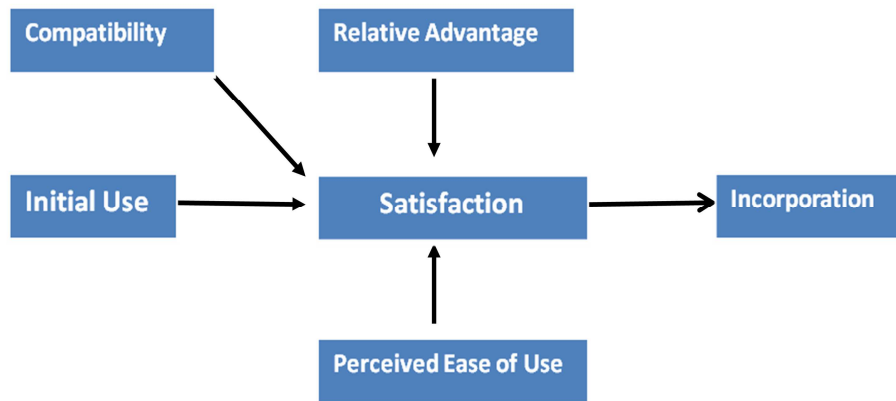 Compatibility
Relative Advantage
Initial Use
Satisfaction
Incorporation
Perceived Ease of Use